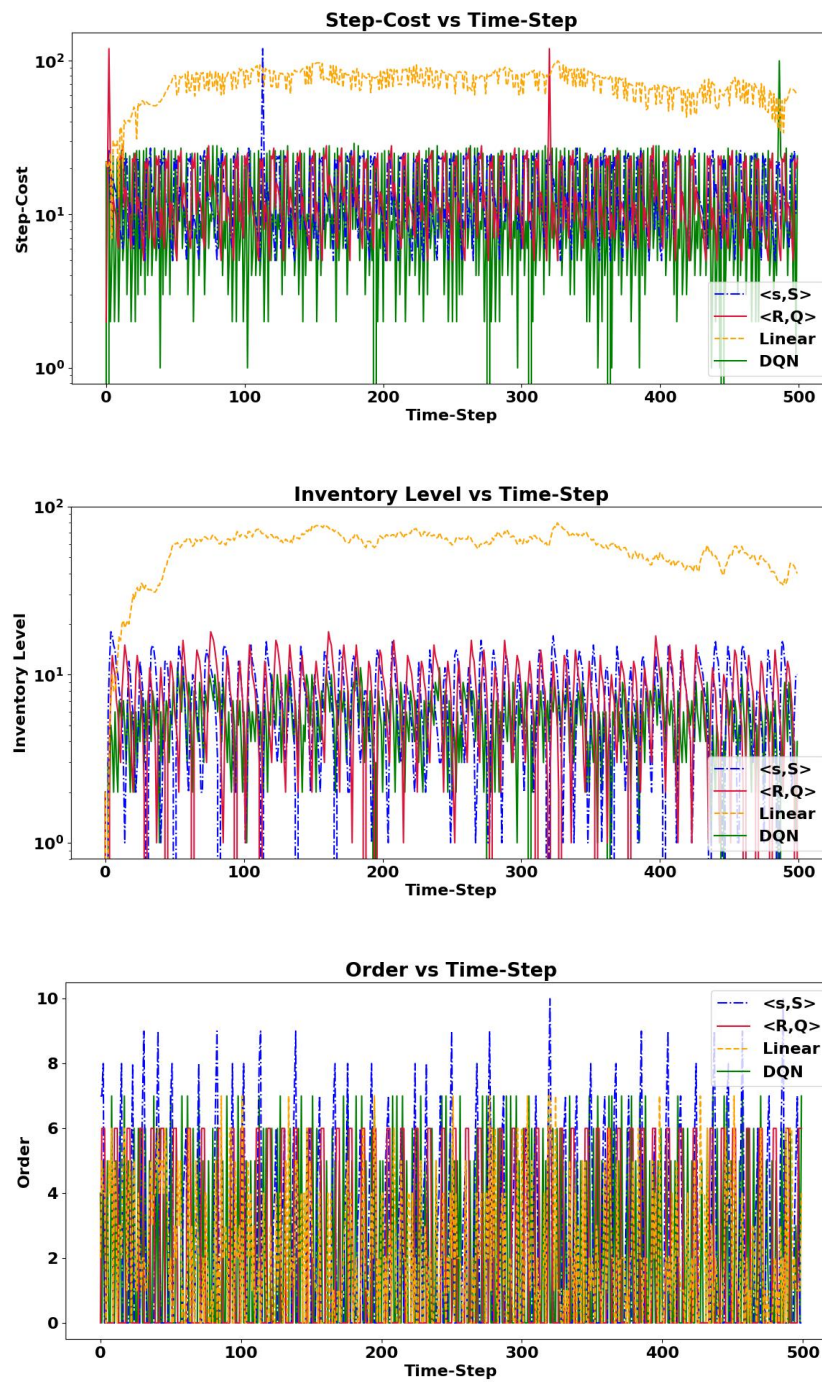 Step-Cost vs Time-Step
10²
10¹
10⁰
Step-Cost
<s,S>
<R,Q>
Linear
DQN
0 100 200 300 400 500
Time-Step
Inventory Level vs Time-Step
10²
10¹
10⁰
Inventory Level
<s,S>
<R,Q>
Linear
DQN
0 100 200 300 400 500
Time-Step
Order vs Time-Step
10
8
6
4
2
0
Order
<s,S>
<R,Q>
Linear
DQN
0 100 200 300 400 500
Time-Step